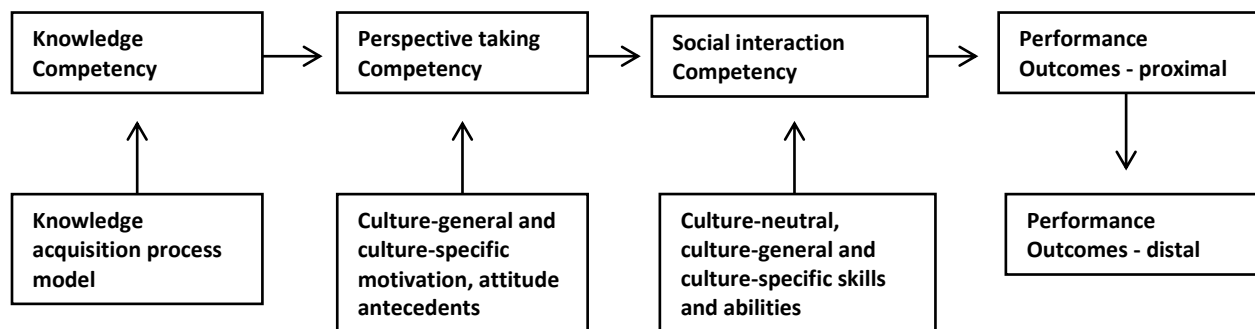 Knowledge
Competency
Perspective taking
Competency
Social interaction
Competency
Performance
Outcomes - proximal
Knowledge
acquisition process
model
Culture-general and
culture-specific
motivation, attitude
antecedents
Culture-neutral,
culture-general and
culture-specific skills
and abilities
Performance
Outcomes - distal